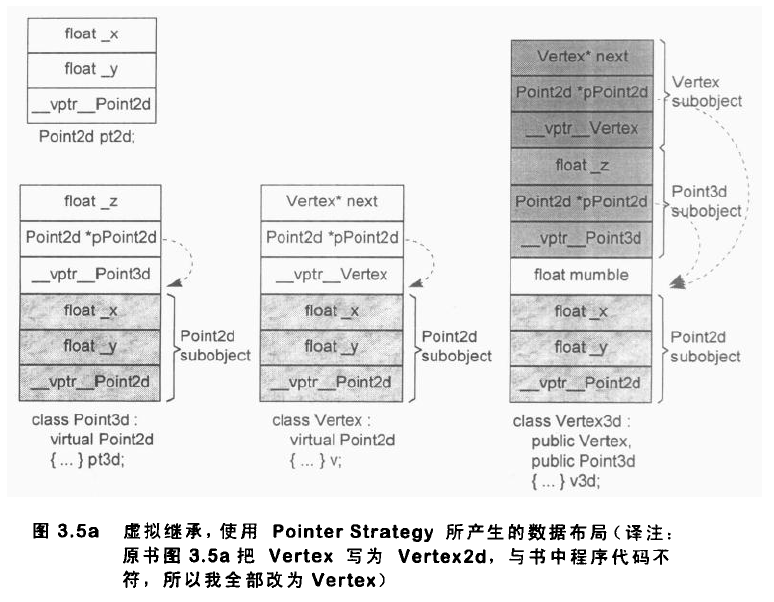 float _x
float _y
__vptr__Point2d
Point2d pt2d;
float _z
Point2d *pPoint2d
__vptr__Point3d
float _x
float _y
__vptr__Point2d
Point2d
subobject
class Point3d :
virtual Point2d
{ ... } pt3d;
Vertex* next
Point2d *pPoint2d
__vptr__Vertex
float _x
float _y
__vptr__Point2d
Point2d
subobject
class Vertex :
virtual Point2d
{ ... } v;
Vertex* next
Point2d *pPoint2d
__vptr__Vertex
Vertex
subobject
float _z
Point2d *pPoint2d
__vptr__Point3d
Point3d
subobject
float mumble
float _x
float _y
__vptr__Point2d
Point2d
subobject
class Vertex3d :
public Vertex,
public Point3d
{ ... } v3d;
图 3.5a 虚拟继承,使用 Pointer Strategy 所产生的数据布局(译注:
原书图 3.5a 把 Vertex 写为 Vertex2d,与书中程序代码不
符,所以我全部改为 Vertex)